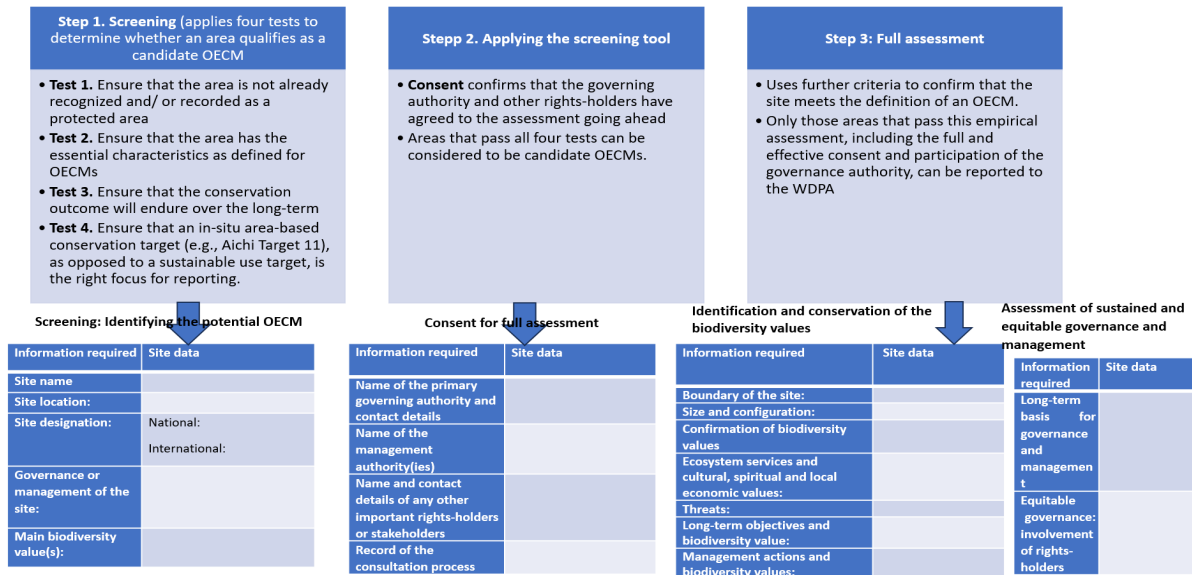 Step 1. Screening (applies four tests to
determine whether an area qualifies as a
candidate OECM
• Test 1. Ensure that the area is not already
recognized and/ or recorded as a
protected area
• Test 2. Ensure that the area has the
essential characteristics as defined for
OECMs
• Test 3. Ensure that the conservation
outcome will endure over the long-term
• Test 4. Ensure that an in-situ area-based
conservation target (e.g., Aichi Target 11),
as opposed to a sustainable use target, is
the right focus for reporting.
Stepp 2. Applying the screening tool
• Consent confirms that the governing
authority and other rights-holders have
agreed to the assessment going ahead
• Areas that pass all four tests can be
considered to be candidate OECMs.
Step 3: Full assessment
• Uses further criteria to confirm that the
site meets the definition of an OECM.
• Only those areas that pass this empirical
assessment, including the full and
effective consent and participation of the
governance authority, can be reported to
the WDPA
Screening: Identifying the potential OECM
Information required Site data
Site name
Site location:
Site designation: National:
International:
Governance or
management of the
site:
Main biodiversity
value(s):
Consent for full assessment
Information required Site data
Name of the primary
governing authority and
contact details
Name of the
management
authority(ies)
Name and contact
details of any other
important rights-holders
or stakeholders
Record of the
consultation process
Identification and conservation of the
biodiversity values
Information required Site data
Boundary of the site:
Size and configuration:
Confirmation of biodiversity
values
Ecosystem services and
cultural, spiritual and local
economic values:
Threats:
Long-term objectives and
biodiversity value:
Management actions and
biodiversity values:
Assessment of sustained and
equitable governance and
management
Information Site data
required
Long-term
basis for
governance
and
managemen
t
Equitable
governance:
involvement
of rights-
holders